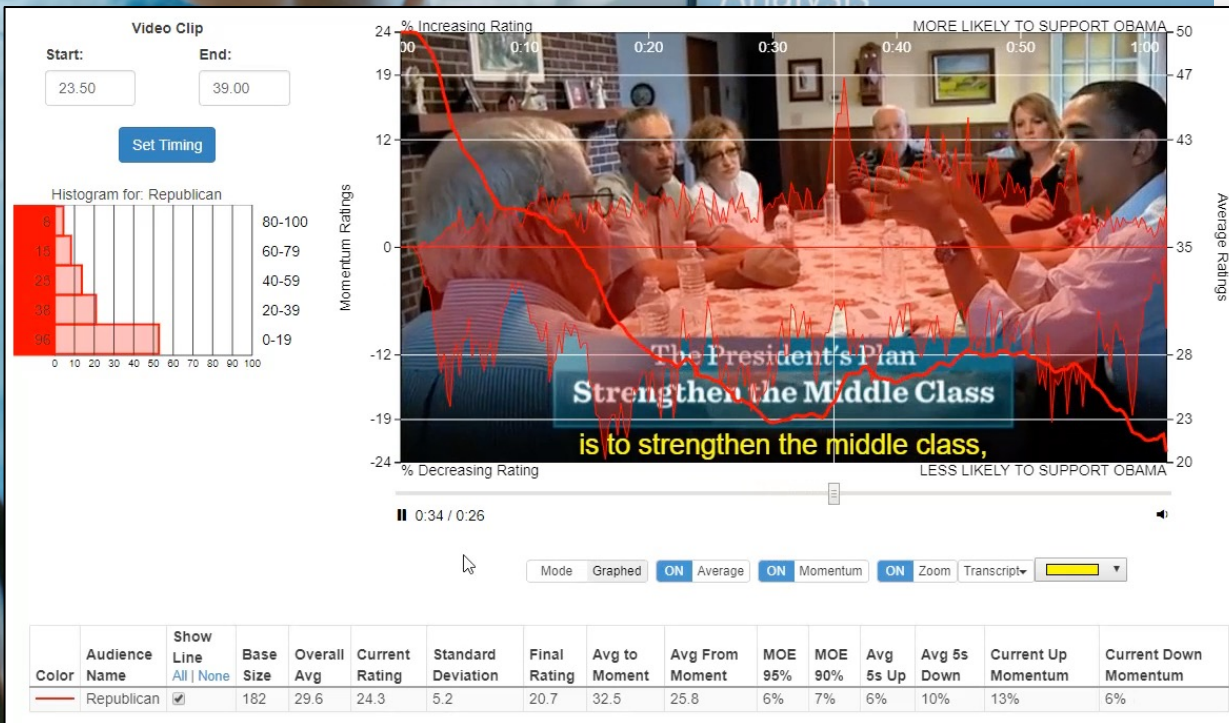 Analysis
Video Clip
Start:
End:
23.50
39.00
Set Timing
Histogram for: Republican
6
15
25
38
96
80-100
60-79
40-59
20-39
0-19
0 10 20 30 40 50 60 70 80 90 100
Momentum Ratings
24
19
12
0
-12
-19
-24
% Increasing Rating
MORE LIKELY TO SUPPORT OBAMA
00 0:10 0:20 0:30 0:40 0:50 1:00
50
47
43
35
28
23
20
Average Ratings
The President's Plan
Strengthen the Middle Class
is to strengthen the middle class,
% Decreasing Rating
LESS LIKELY TO SUPPORT OBAMA
0:34 / 0:26
Mode Graphed ON Average ON Momentum ON Zoom Transcript
Color Audience Name Show Line All | None Base Size Overall Avg Current Rating Standard Deviation Final Rating Avg to Moment Avg From Moment MOE 95% MOE 90% Avg 5s Up Avg 5s Down Current Up Momentum Current Down Momentum
Republican 182 29.6 24.3 5.2 20.7 32.5 25.8 6% 7% 6% 10% 13% 6%